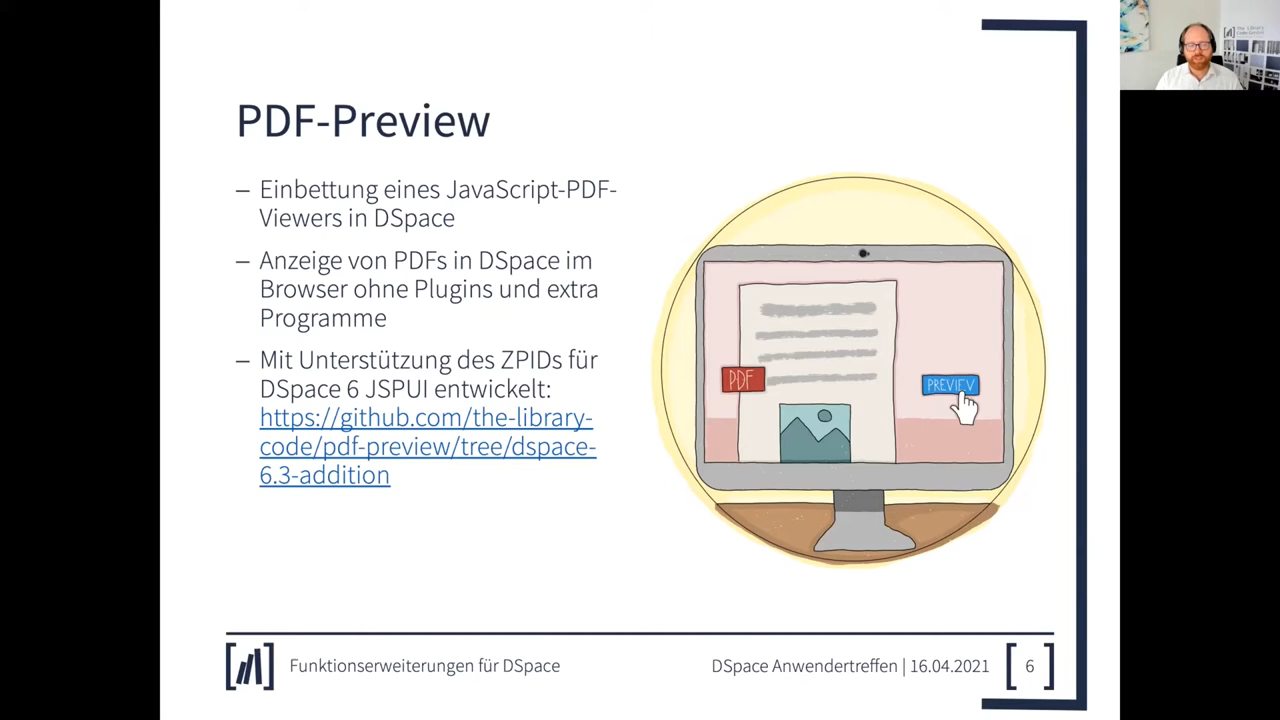 PDF-Preview
– Einbettung eines JavaScript-PDF-
Viewers in DSpace
– Anzeige von PDFs in DSpace im
Browser ohne Plugins und extra
Programme
– Mit Unterstützung des ZPIDs für
DSpace 6 JSPUI entwickelt:
https://github.com/the-library-
code/pdf-preview/tree/dspace-
6.3-addition
PDF
PREVIEW
Funktionserweiterungen für DSpace
DSpace Anwendertreffen | 16.04.2021
6